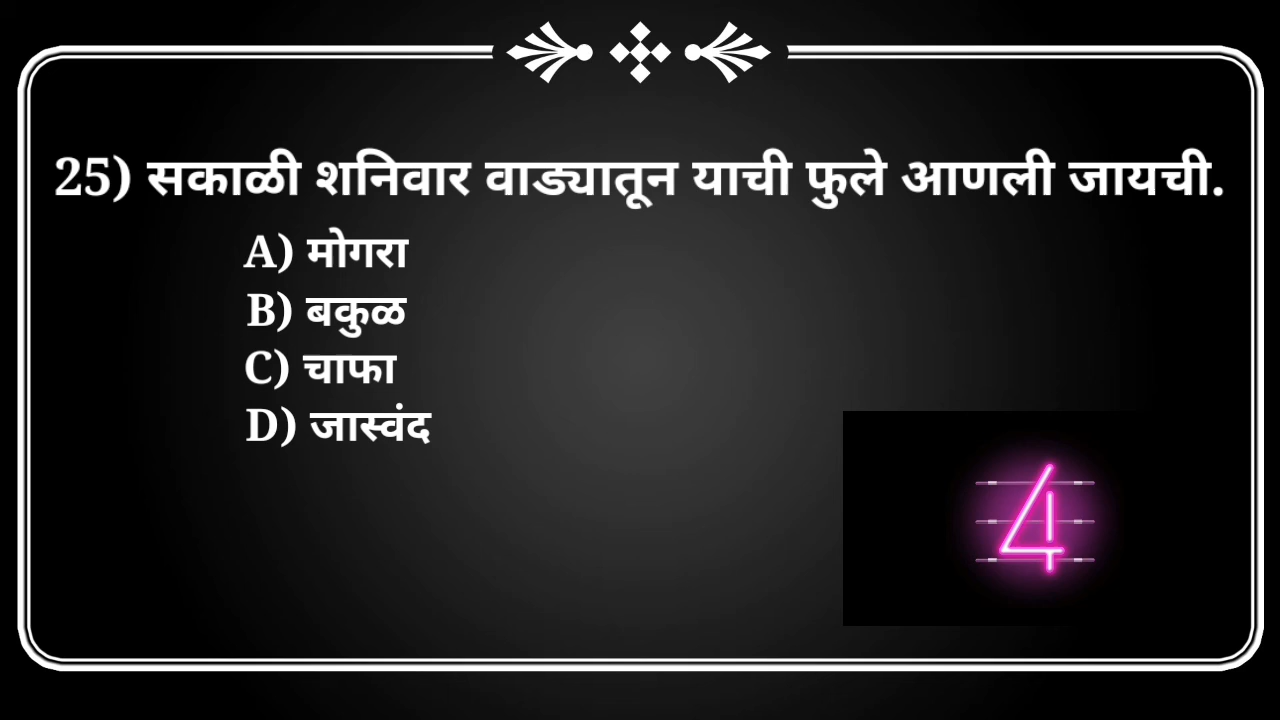 25) सकाळी शनिवार वाड्यातून याची फुले आणली जायची.
A) मोगरा
B) बकुळ
C) चाफा
D) जास्वंद
4